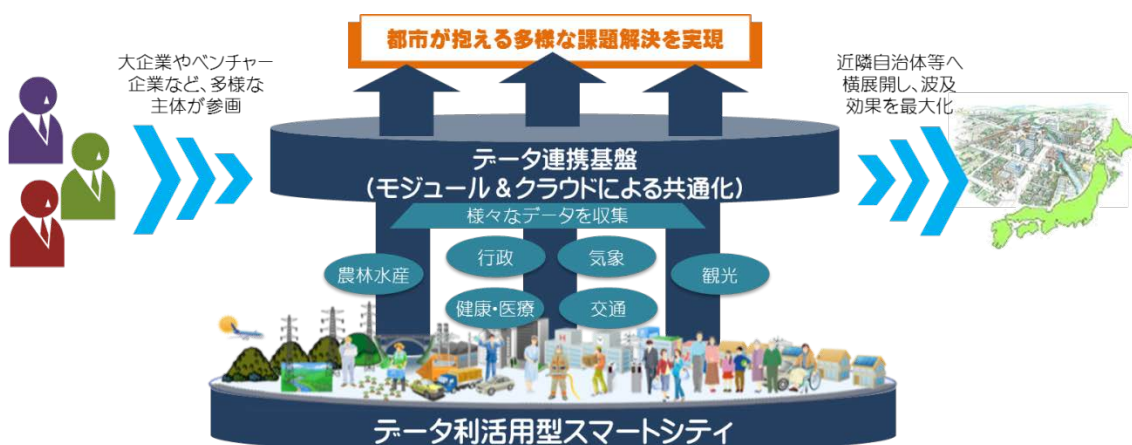 都市が抱える多様な課題解決を実現
大企業やベンチャー
企業など、多様な
主体が参画
近隣自治体等へ
横展開し、波及
効果を最大化
データ連携基盤
(モジュール&クラウドによる共通化)
様々なデータを収集
農林水産
行政
気象
観光
健康・医療
交通
データ利活用型スマートシティ